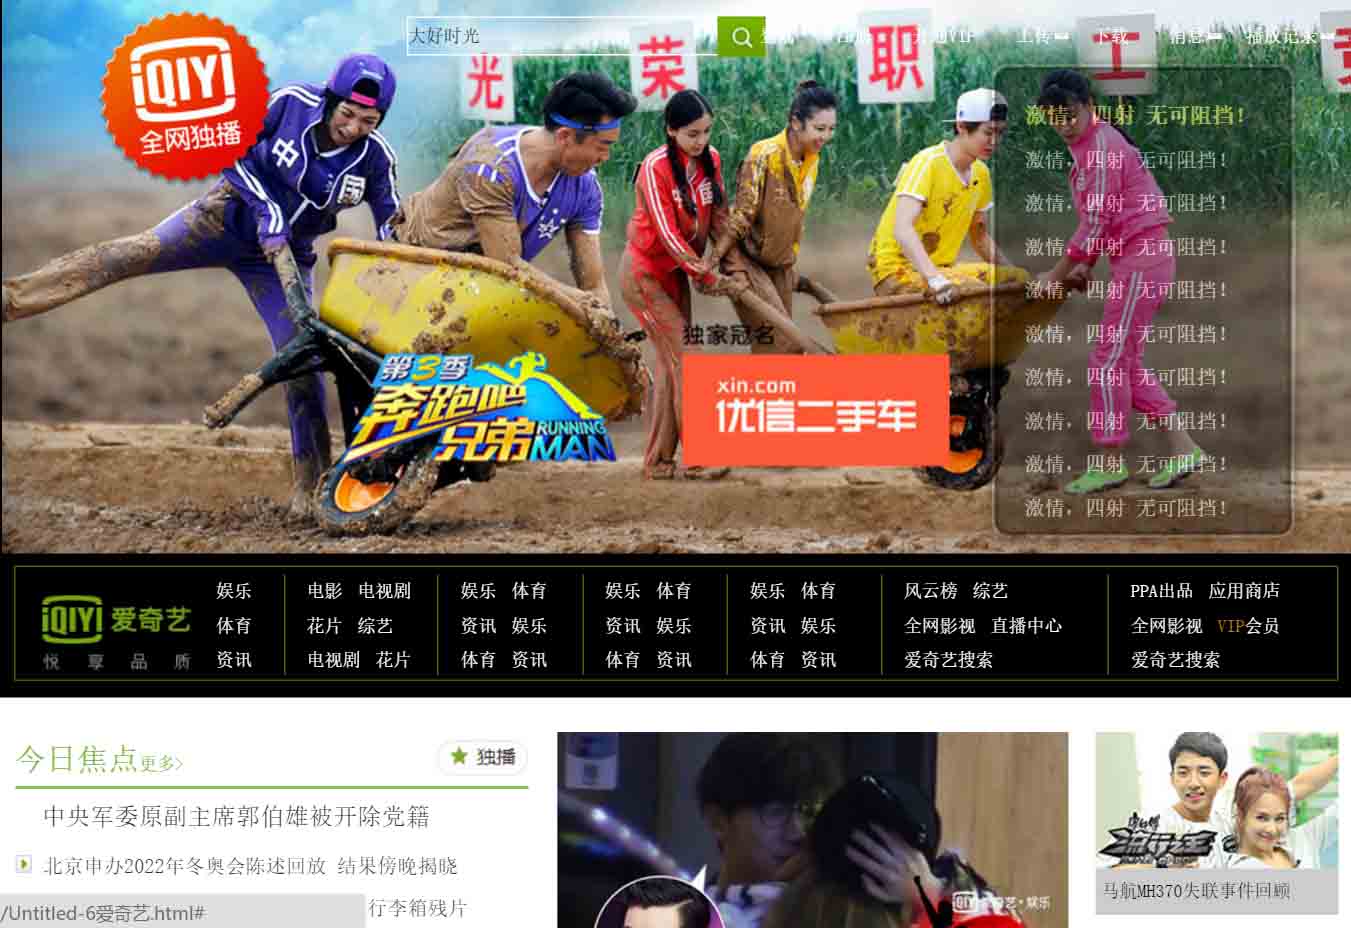 大好时光
上传
下载
消息
播放记录
iQIYI
全网独播
光 荣 职 工
激情，四射 无可阻挡！
激情，四射 无可阻挡！
激情，四射 无可阻挡！
激情，四射 无可阻挡！
激情，四射 无可阻挡！
激情，四射 无可阻挡！
激情，四射 无可阻挡！
激情，四射 无可阻挡！
激情，四射 无可阻挡！
激情，四射 无可阻挡！
中国
独家冠名
xin.com
优信二手车
第3季
奔跑吧
兄弟 RUNNING MAN
iQIYI 爱奇艺
悦 享 品 质
娱乐
体育
资讯
电影 电视剧
花片 综艺
电视剧 花片
娱乐 体育
资讯 娱乐
体育 资讯
娱乐 体育
资讯 娱乐
体育 资讯
娱乐 体育
资讯 娱乐
体育 资讯
风云榜 综艺
全网影视 直播中心
爱奇艺搜索
PPA出品 应用商店
全网影视 VIP会员
爱奇艺搜索
今日焦点更多>
独播
中央军委原副主席郭伯雄被开除党籍
北京申办2022年冬奥会陈述回放 结果傍晚揭晓
行李箱残片
/Untitled-6爱奇艺.html#
iQIYI 爱奇艺·娱乐
马航MH370失联事件回顾